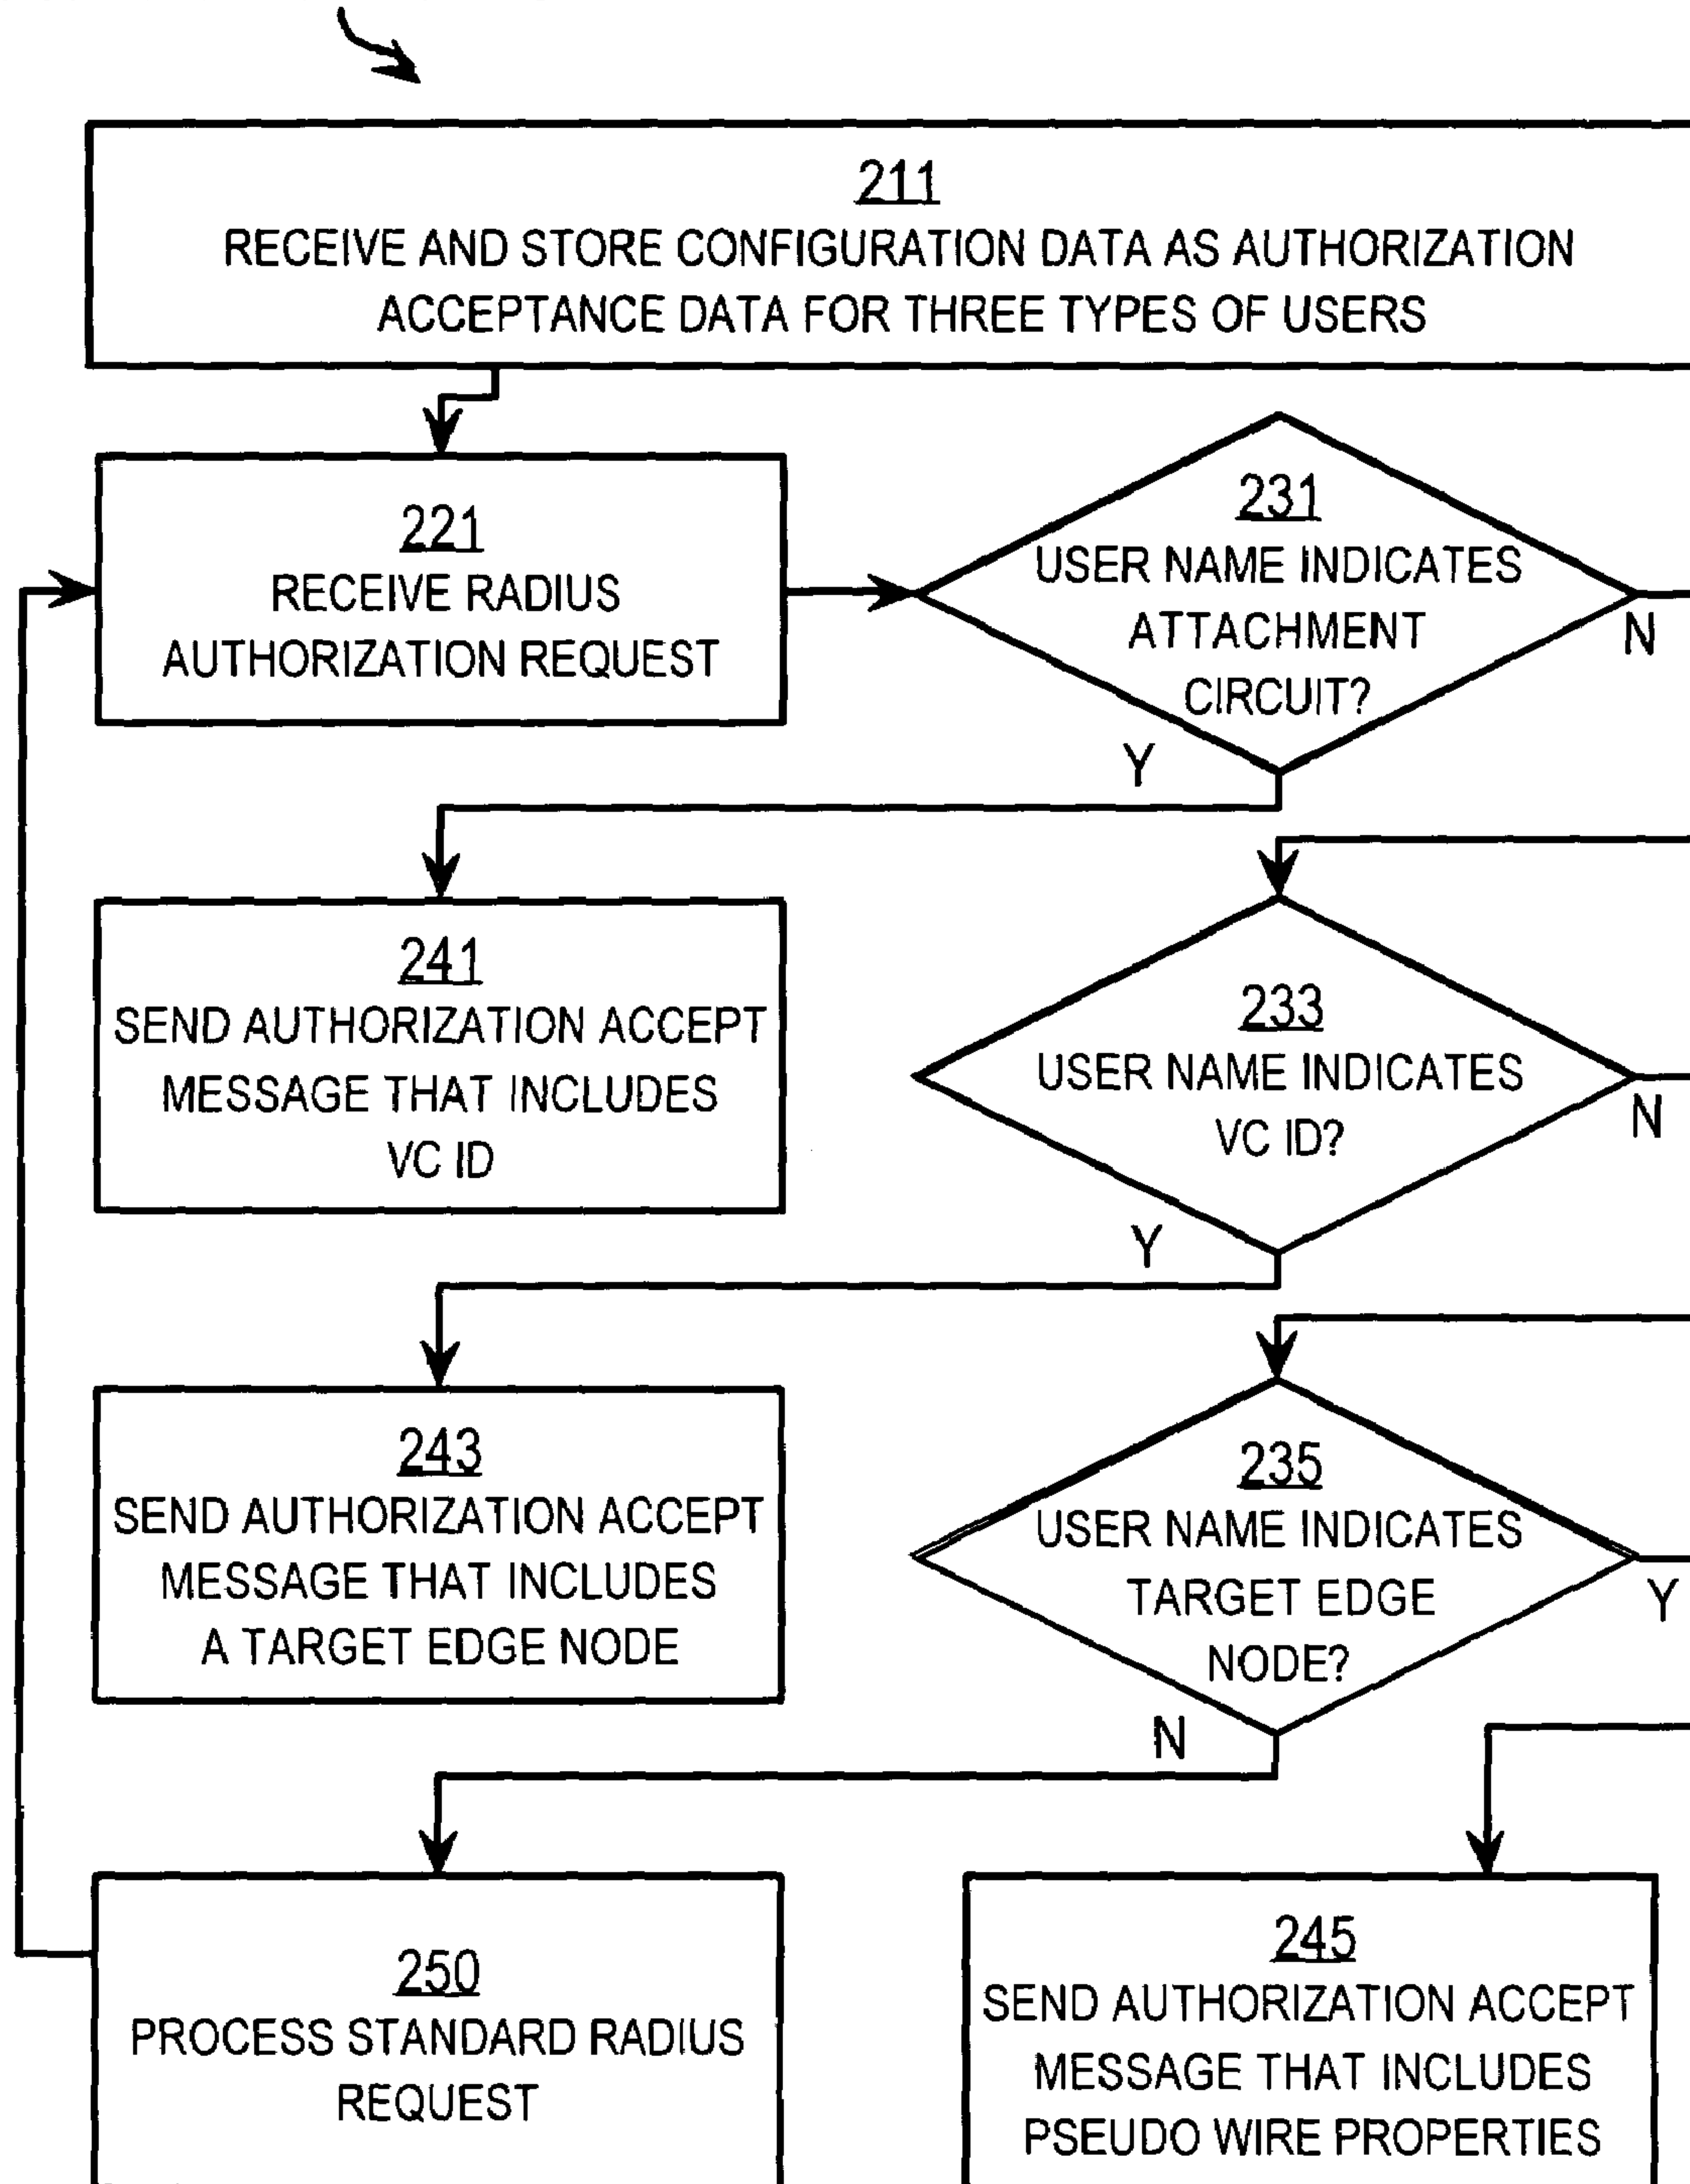 211
RECEIVE AND STORE CONFIGURATION DATA AS AUTHORIZATION
ACCEPTANCE DATA FOR THREE TYPES OF USERS
221
RECEIVE RADIUS
AUTHORIZATION REQUEST
231
USER NAME INDICATES
ATTACHMENT
CIRCUIT?
N
Y
241
SEND AUTHORIZATION ACCEPT
MESSAGE THAT INCLUDES
VC ID
233
USER NAME INDICATES
VC ID?
N
Y
243
SEND AUTHORIZATION ACCEPT
MESSAGE THAT INCLUDES
A TARGET EDGE NODE
235
USER NAME INDICATES
TARGET EDGE
NODE?
Y
N
250
PROCESS STANDARD RADIUS
REQUEST
245
SEND AUTHORIZATION ACCEPT
MESSAGE THAT INCLUDES
PSEUDO WIRE PROPERTIES